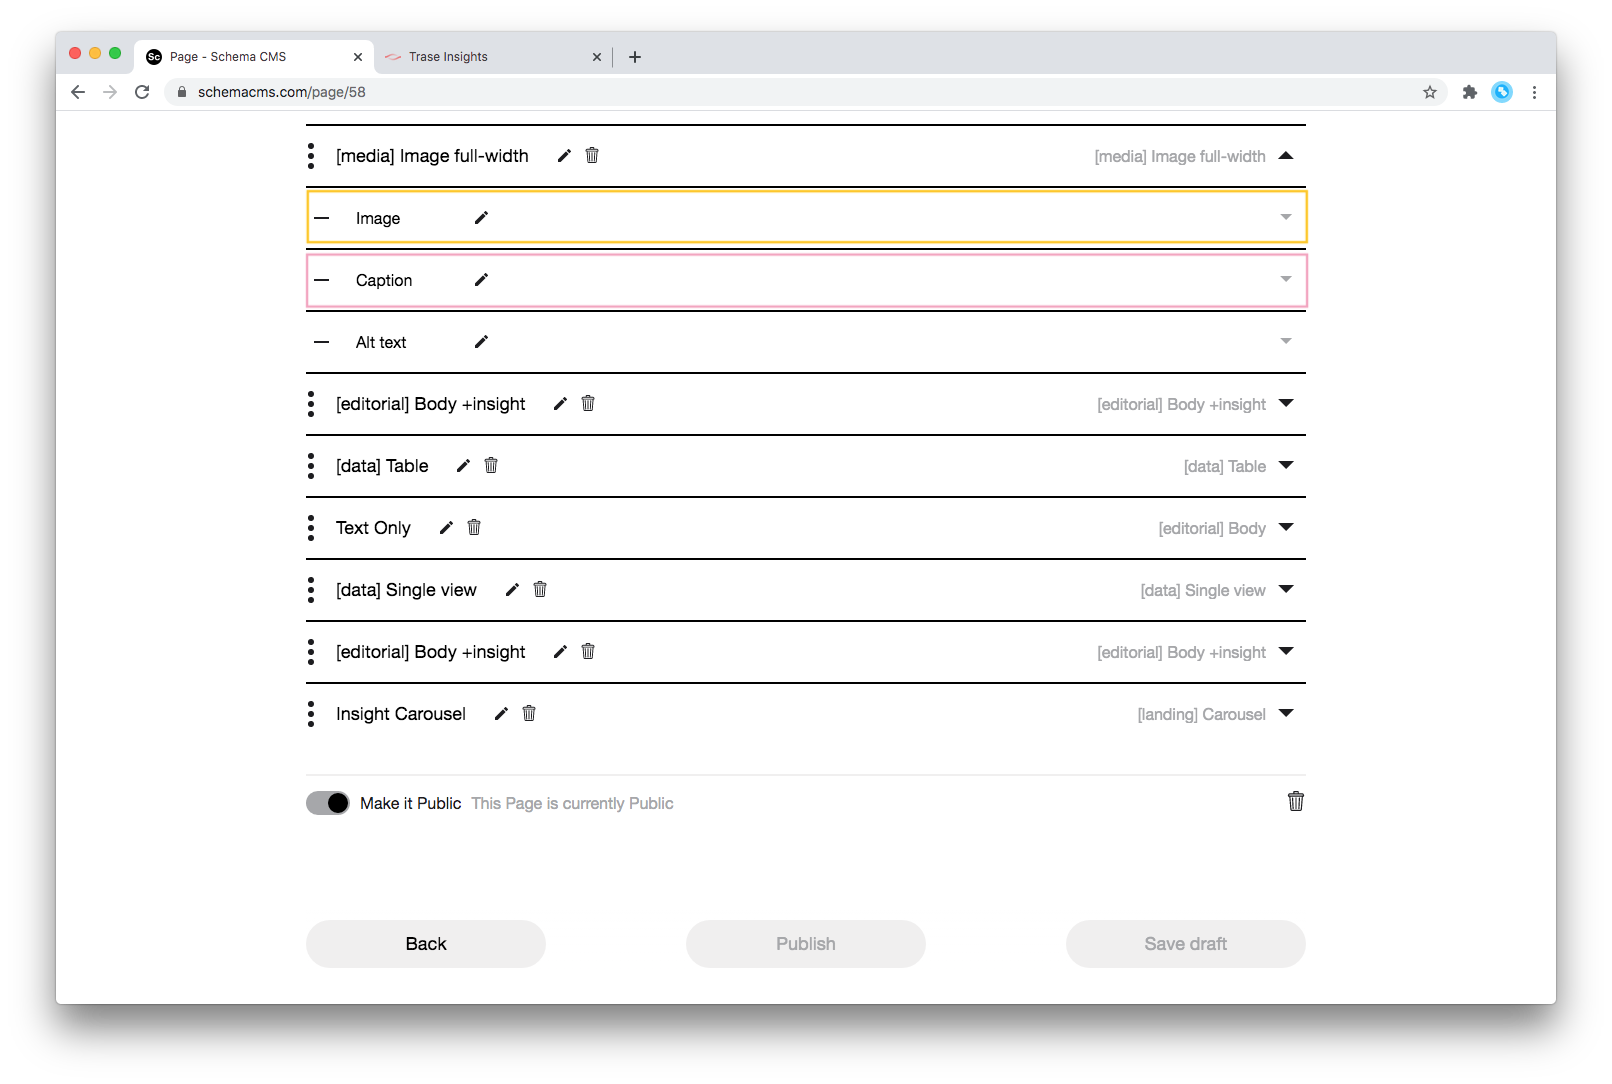 Sc Page - Schema CMS
Trase Insights
schemacms.com/page/58
[media] Image full-width [media] Image full-width
Image
Caption
Alt text
[editorial] Body +insight [editorial] Body +insight
[data] Table [data] Table
Text Only [editorial] Body
[data] Single view [data] Single view
[editorial] Body +insight [editorial] Body +insight
Insight Carousel [landing] Carousel
Make it Public This Page is currently Public
Back Publish Save draft